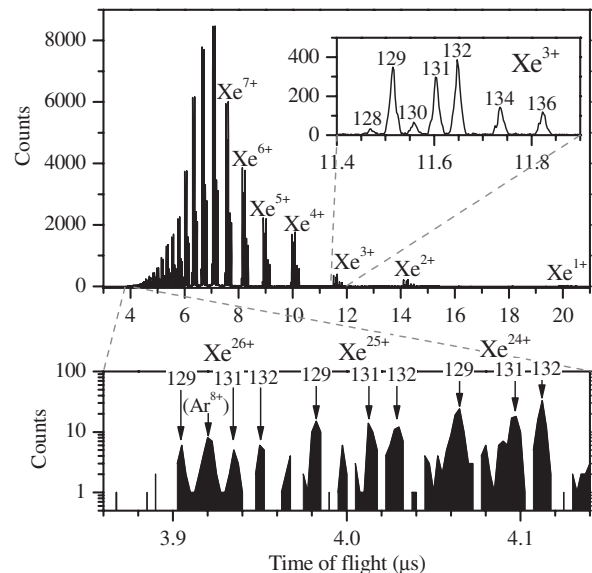 8000
6000
4000
2000
0
Counts
Xe7+
Xe6+
Xe5+
Xe4+
Xe3+
Xe2+
Xe1+
4 6 8 10 12 14 16 18 20
400
200
0
Xe3+
128 129 130 131 132 134 136
11.4 11.6 11.8
Xe26+ Xe25+ Xe24+
129 131 132 129 131 132 129 131 132
(Ar8+)
100
10
1
Counts
3.9 4.0 4.1
Time of flight (μs)